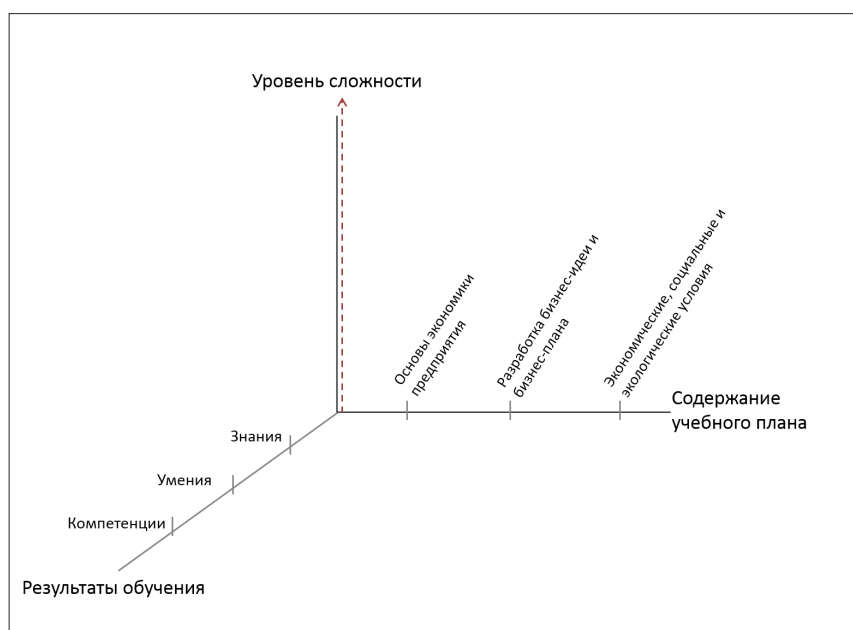 Уровень сложности
Основы экономики
предприятия
Разработка бизнес-идеи и
бизнес-плана
Экономические, социальные и
экологические условия
Содержание
учебного плана
Знания
Умения
Компетенции
Результаты обучения